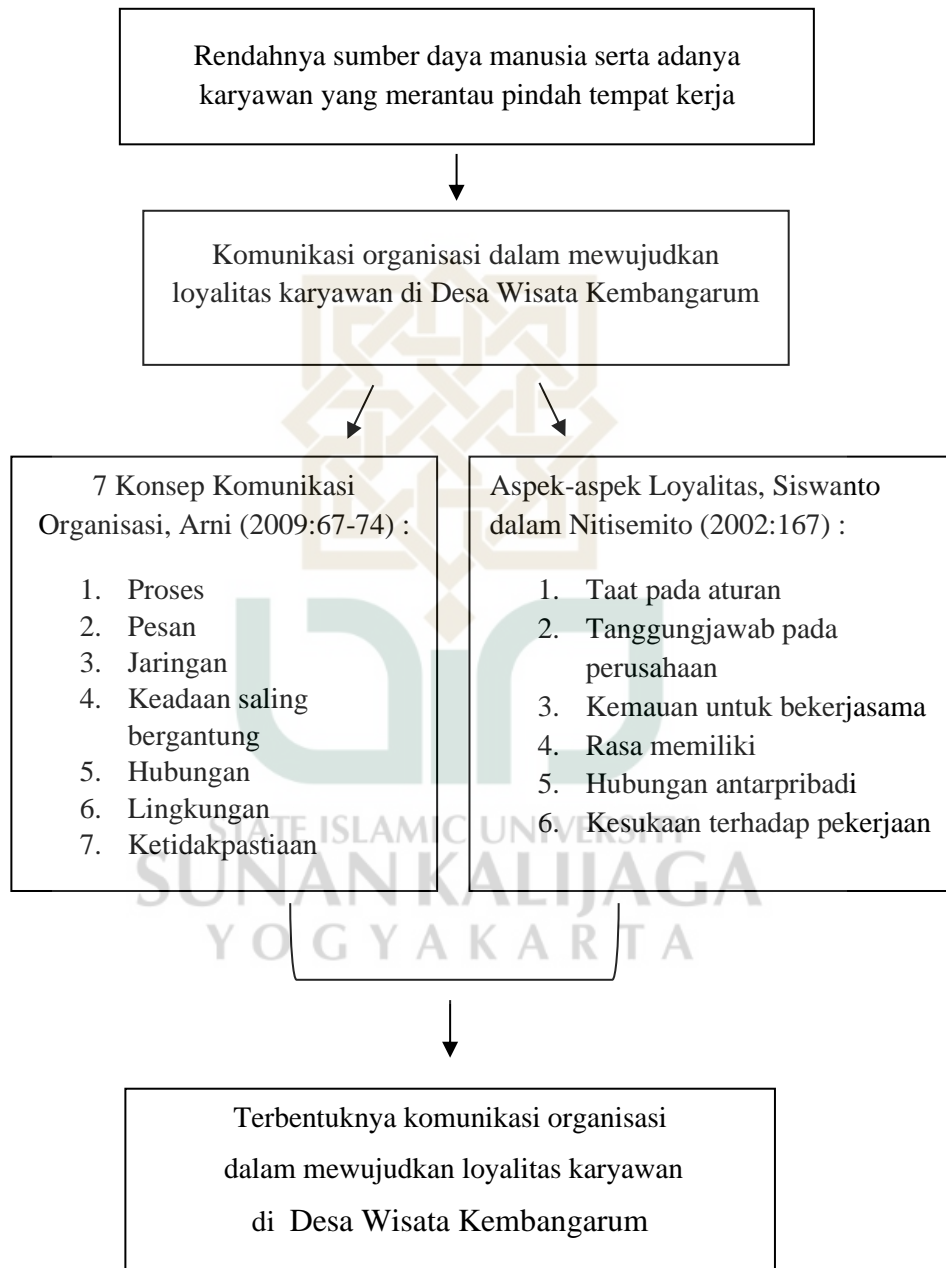 Rendahnya sumber daya manusia serta adanya
karyawan yang merantau pindah tempat kerja
Komunikasi organisasi dalam mewujudkan
loyalitas karyawan di Desa Wisata Kembangarum
7 Konsep Komunikasi
Organisasi, Arni (2009:67-74) :
1. Proses
2. Pesan
3. Jaringan
4. Keadaan saling
bergantung
5. Hubungan
6. Lingkungan
7. Ketidakpastiaan
Aspek-aspek Loyalitas, Siswanto
dalam Nitisemito (2002:167) :
1. Taat pada aturan
2. Tanggungjawab pada
perusahaan
3. Kemauan untuk bekerjasama
4. Rasa memiliki
5. Hubungan antarpribadi
6. Kesukaan terhadap pekerjaan
STATE ISLAMIC UNIVERSITY
SUNAN KALIJAGA
YOGYAKARTA
Terbentuknya komunikasi organisasi
dalam mewujudkan loyalitas karyawan
di Desa Wisata Kembangarum